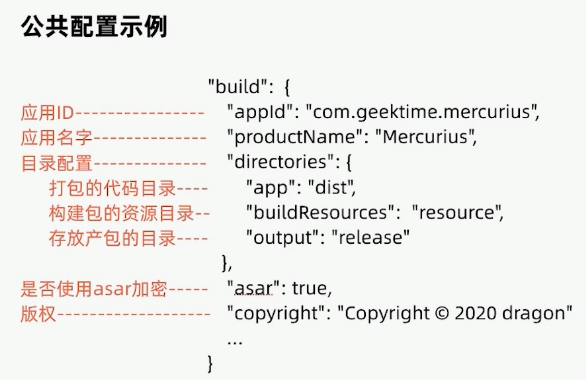 公共配置示例
"build": {
应用ID---------------- "appId": "com.geektime.mercurius",
应用名字-------------- "productName": "Mercurius",
目录配置-------------- "directories": {
打包的代码目录---- "app": "dist",
构建包的资源目录-- "buildResources": "resource",
存放产包的目录---- "output": "release"
},
是否使用asar加密----- "asar": true,
版权------------------- "copyright": "Copyright © 2020 dragon"
...
}